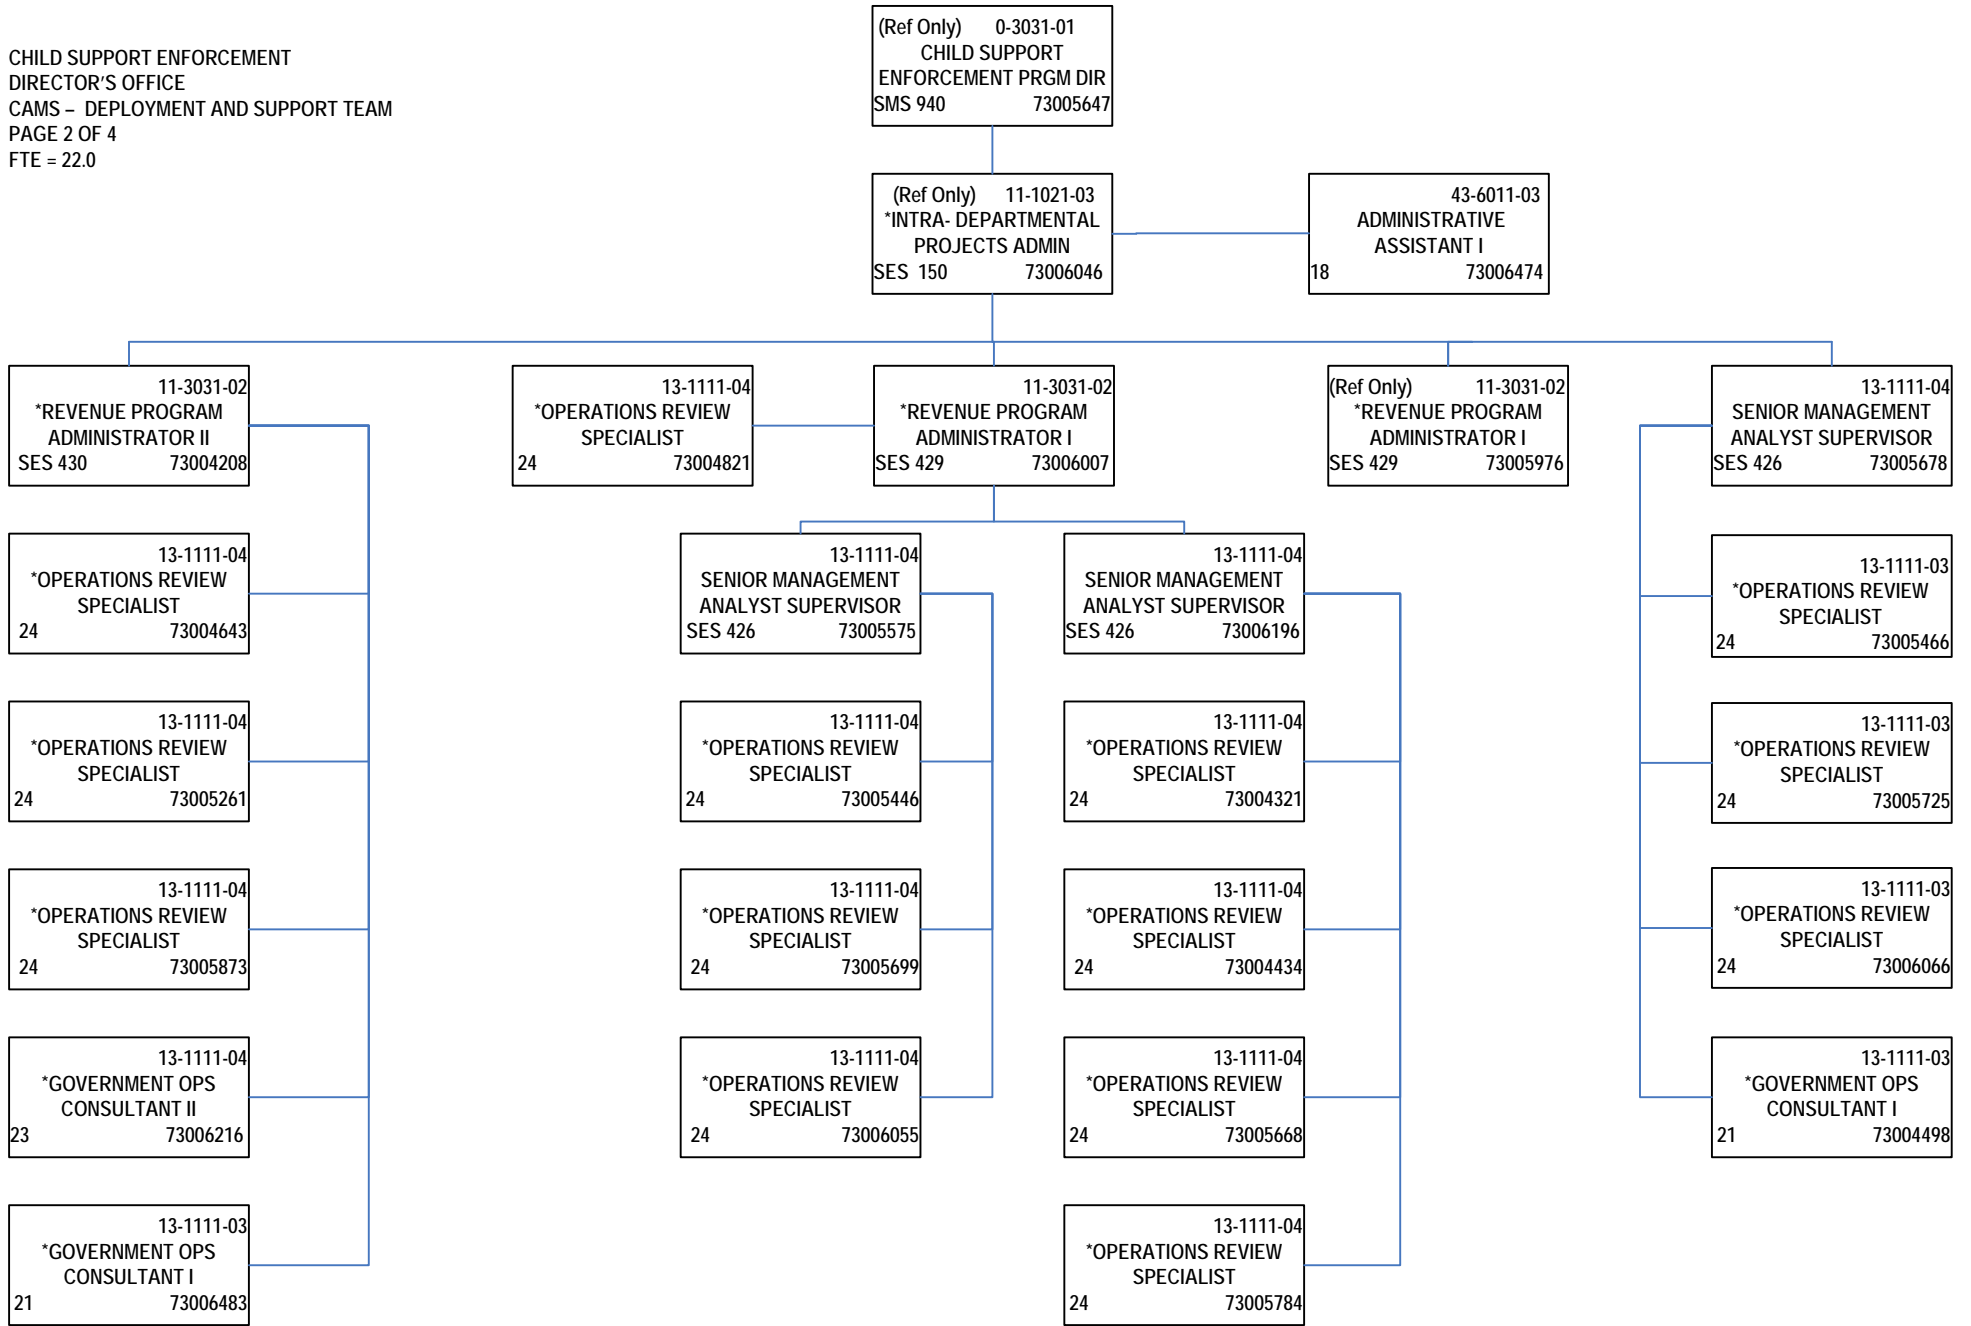 CHILD SUPPORT ENFORCEMENT
DIRECTOR'S OFFICE
CAMS – DEPLOYMENT AND SUPPORT TEAM
PAGE 2 OF 4
FTE = 22.0
(Ref Only) 0-3031-01
CHILD SUPPORT
ENFORCEMENT PRGM DIR
SMS 940 73005647
(Ref Only) 11-1021-03
*INTRA- DEPARTMENTAL
PROJECTS ADMIN
SES 150 73006046
43-6011-03
ADMINISTRATIVE
ASSISTANT I
18 73006474
11-3031-02
*REVENUE PROGRAM
ADMINISTRATOR II
SES 430 73004208
13-1111-04
*OPERATIONS REVIEW
SPECIALIST
24 73004821
11-3031-02
*REVENUE PROGRAM
ADMINISTRATOR I
SES 429 73006007
(Ref Only) 11-3031-02
*REVENUE PROGRAM
ADMINISTRATOR I
SES 429 73005976
13-1111-04
SENIOR MANAGEMENT
ANALYST SUPERVISOR
SES 426 73005678
13-1111-04
*OPERATIONS REVIEW
SPECIALIST
24 73004643
13-1111-04
SENIOR MANAGEMENT
ANALYST SUPERVISOR
SES 426 73005575
13-1111-04
SENIOR MANAGEMENT
ANALYST SUPERVISOR
SES 426 73006196
13-1111-03
*OPERATIONS REVIEW
SPECIALIST
24 73005466
13-1111-04
*OPERATIONS REVIEW
SPECIALIST
24 73005261
13-1111-04
*OPERATIONS REVIEW
SPECIALIST
24 73005446
13-1111-04
*OPERATIONS REVIEW
SPECIALIST
24 73004321
13-1111-03
*OPERATIONS REVIEW
SPECIALIST
24 73005725
13-1111-04
*OPERATIONS REVIEW
SPECIALIST
24 73005873
13-1111-04
*OPERATIONS REVIEW
SPECIALIST
24 73005699
13-1111-04
*OPERATIONS REVIEW
SPECIALIST
24 73004434
13-1111-03
*OPERATIONS REVIEW
SPECIALIST
24 73006066
13-1111-04
*GOVERNMENT OPS
CONSULTANT II
23 73006216
13-1111-04
*OPERATIONS REVIEW
SPECIALIST
24 73006055
13-1111-04
*OPERATIONS REVIEW
SPECIALIST
24 73005668
13-1111-03
*GOVERNMENT OPS
CONSULTANT I
21 73004498
13-1111-03
*GOVERNMENT OPS
CONSULTANT I
21 73006483
13-1111-04
*OPERATIONS REVIEW
SPECIALIST
24 73005784